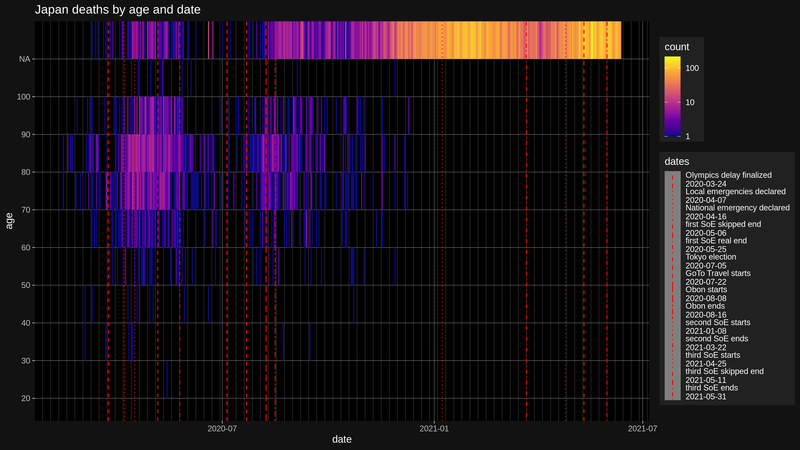 Japan deaths by age and date
NA
100
90
80
70
60
50
40
30
20
age
2020-07
2021-01
2021-07
date
count
100
10
1
dates
Olympics delay finalized
2020-03-24
Local emergencies declared
2020-04-07
National emergency declared
2020-04-16
first SoE skipped end
2020-05-06
first SoE real end
2020-05-25
Tokyo election
2020-07-05
GoTo Travel starts
2020-07-22
Obon starts
2020-08-08
Obon ends
2020-08-16
second SoE starts
2021-01-08
second SoE ends
2021-03-22
third SoE starts
2021-04-25
third SoE skipped end
2021-05-11
third SoE ends
2021-05-31